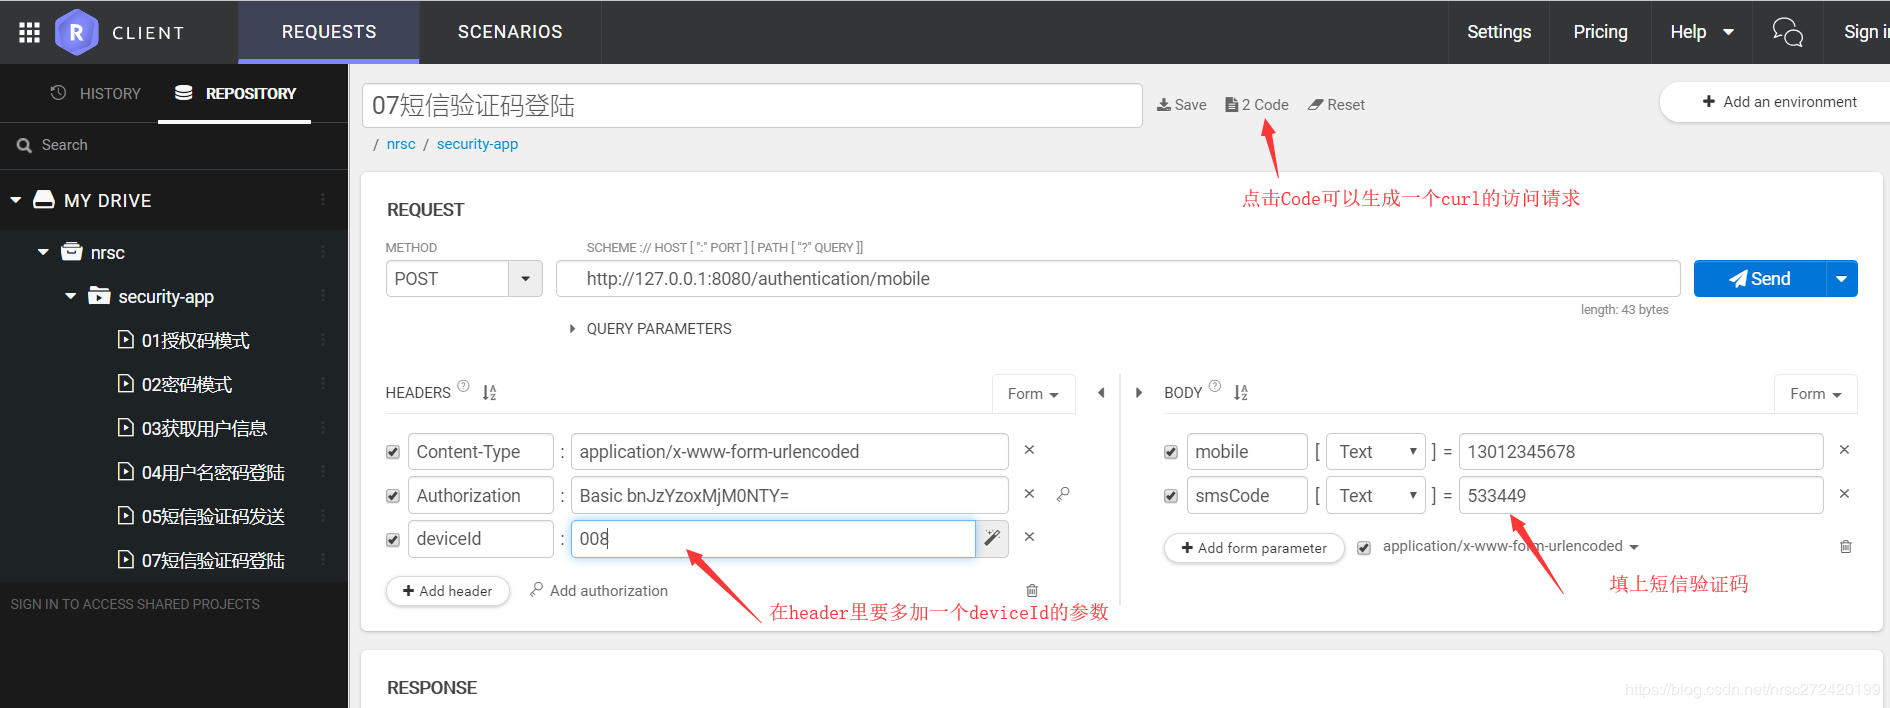 R CLIENT
REQUESTS
SCENARIOS
Settings
Pricing
Help
Sign i
HISTORY
REPOSITORY
Search
MY DRIVE
nrsc
security-app
01授权码模式
02密码模式
03获取用户信息
04用户名密码登陆
05短信验证码发送
07短信验证码登陆
SIGN IN TO ACCESS SHARED PROJECTS
07短信验证码登陆
Save
2 Code
Reset
Add an environment
/ nrsc / security-app
点击Code可以生成一个curl的访问请求
REQUEST
METHOD
SCHEME :// HOST [ ":" PORT ] [ PATH [ "?" QUERY ]]
POST
http://127.0.0.1:8080/authentication/mobile
Send
length: 43 bytes
QUERY PARAMETERS
HEADERS ?
Form
Content-Type : application/x-www-form-urlencoded
Authorization : Basic bnJzYzoxMjM0NTY=
deviceId : 008
+ Add header
Add authorization
在header里要多加一个deviceId的参数
BODY ?
Form
mobile [ Text ] = 13012345678
smsCode [ Text ] = 533449
+ Add form parameter
application/x-www-form-urlencoded
填上短信验证码
RESPONSE
https://blog.csdn.net/nrsc272420199